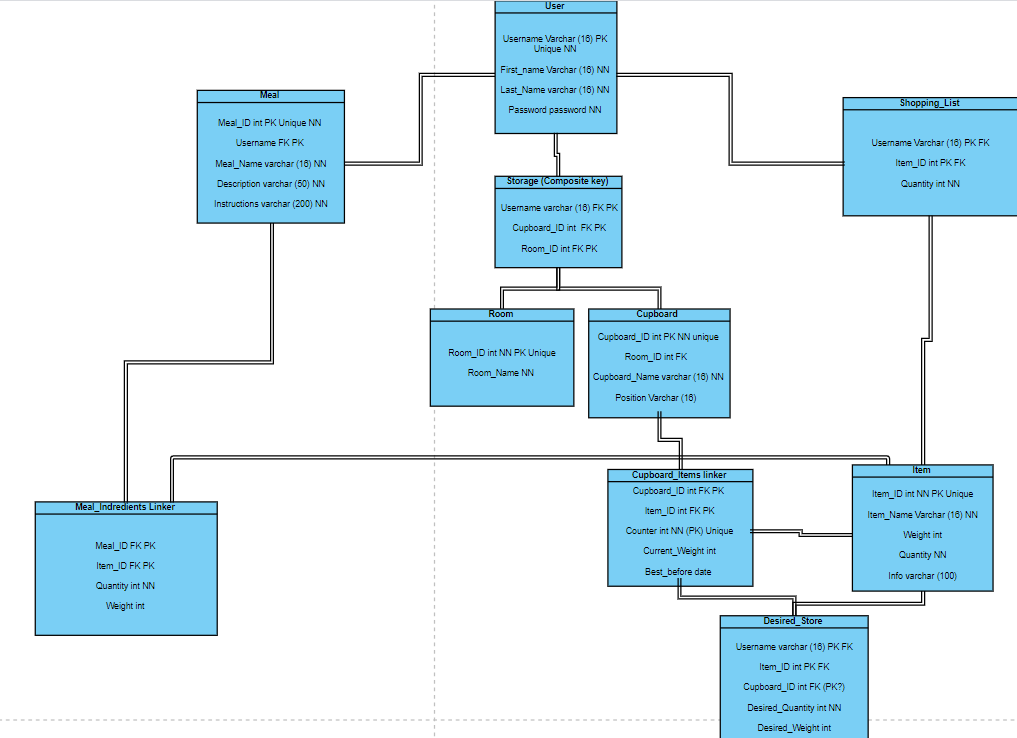 User
Username Varchar (16) PK
Unique NN
First_name Varchar (16) NN
Last_Name varchar (16) NN
Password password NN
Meal
Meal_ID int PK Unique NN
Username FK PK
Meal_Name varchar (16) NN
Description varchar (50) NN
Instructions varchar (200) NN
Shopping_List
Username Varchar (16) PK FK
Item_ID int PK FK
Quantity int NN
Storage (Composite key)
Username varchar (16) FK PK
Cupboard_ID int FK PK
Room_ID int FK PK
Room
Room_ID int NN PK Unique
Room_Name NN
Cupboard
Cupboard_ID int PK NN unique
Room_ID int FK
Cupboard_Name varchar (16) NN
Position Varchar (16)
Meal_Indredients Linker
Meal_ID FK PK
Item_ID FK PK
Quantity int NN
Weight int
Cupboard_Items linker
Cupboard_ID int FK PK
Item_ID int FK PK
Counter int NN (PK) Unique
Current_Weight int
Best_before date
Item
Item_ID int NN PK Unique
Item_Name Varchar (16) NN
Weight int
Quantity NN
Info varchar (100)
Desired_Store
Username varchar (16) PK FK
Item_ID int PK FK
Cupboard_ID int FK (PK?)
Desired_Quantity int NN
Desired_Weight int